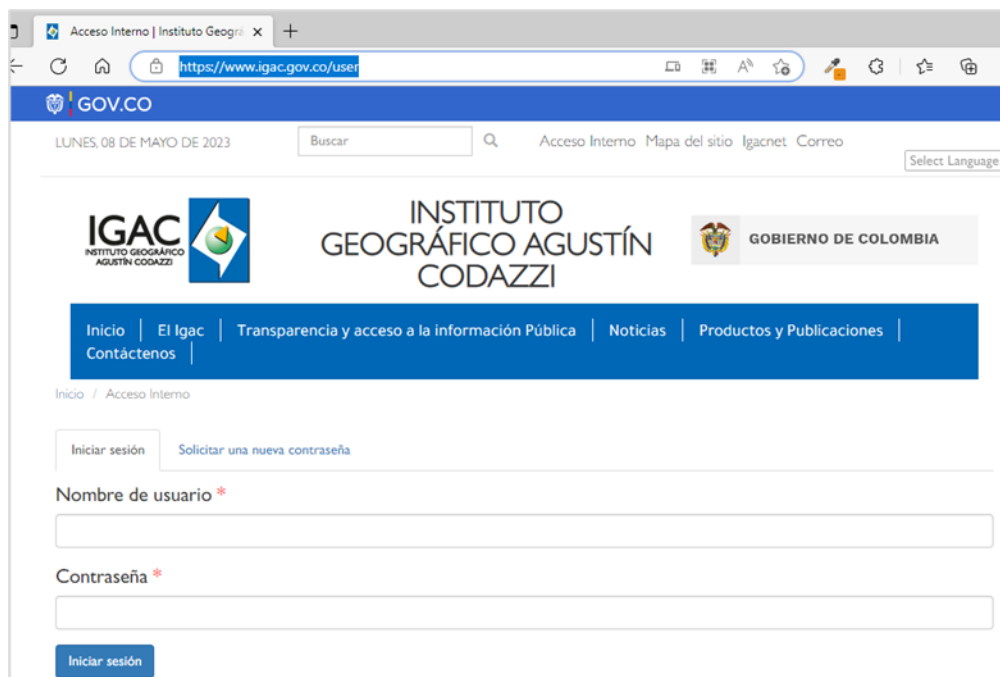 Acceso Interno | Instituto Geográ
https://www.igac.gov.co/user
GOV.CO
LUNES, 08 DE MAYO DE 2023
Buscar
Acceso Interno Mapa del sitio Igacnet Correo
Select Language
IGAC
INSTITUTO GEOGRÁFICO
AGUSTÍN CODAZZI
INSTITUTO
GEOGRÁFICO AGUSTÍN
CODAZZI
GOBIERNO DE COLOMBIA
Inicio | El Igac | Transparencia y acceso a la información Pública | Noticias | Productos y Publicaciones |
Contáctenos |
Inicio / Acceso Interno
Iniciar sesión Solicitar una nueva contraseña
Nombre de usuario *
Contraseña *
Iniciar sesión